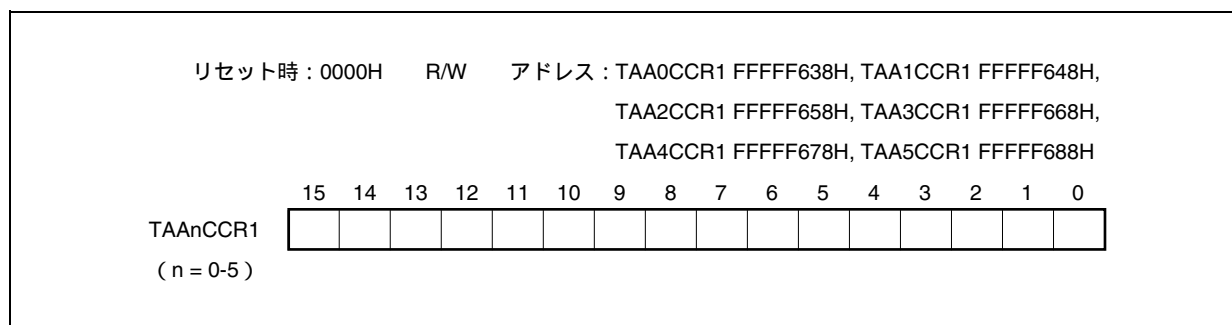 リセット時：0000H　R/W　アドレス：TAA0CCR1 FFFFF638H, TAA1CCR1 FFFFF648H,
TAA2CCR1 FFFFF658H, TAA3CCR1 FFFFF668H,
TAA4CCR1 FFFFF678H, TAA5CCR1 FFFFF688H
15 14 13 12 11 10 9 8 7 6 5 4 3 2 1 0
TAAnCCR1
（n = 0-5）